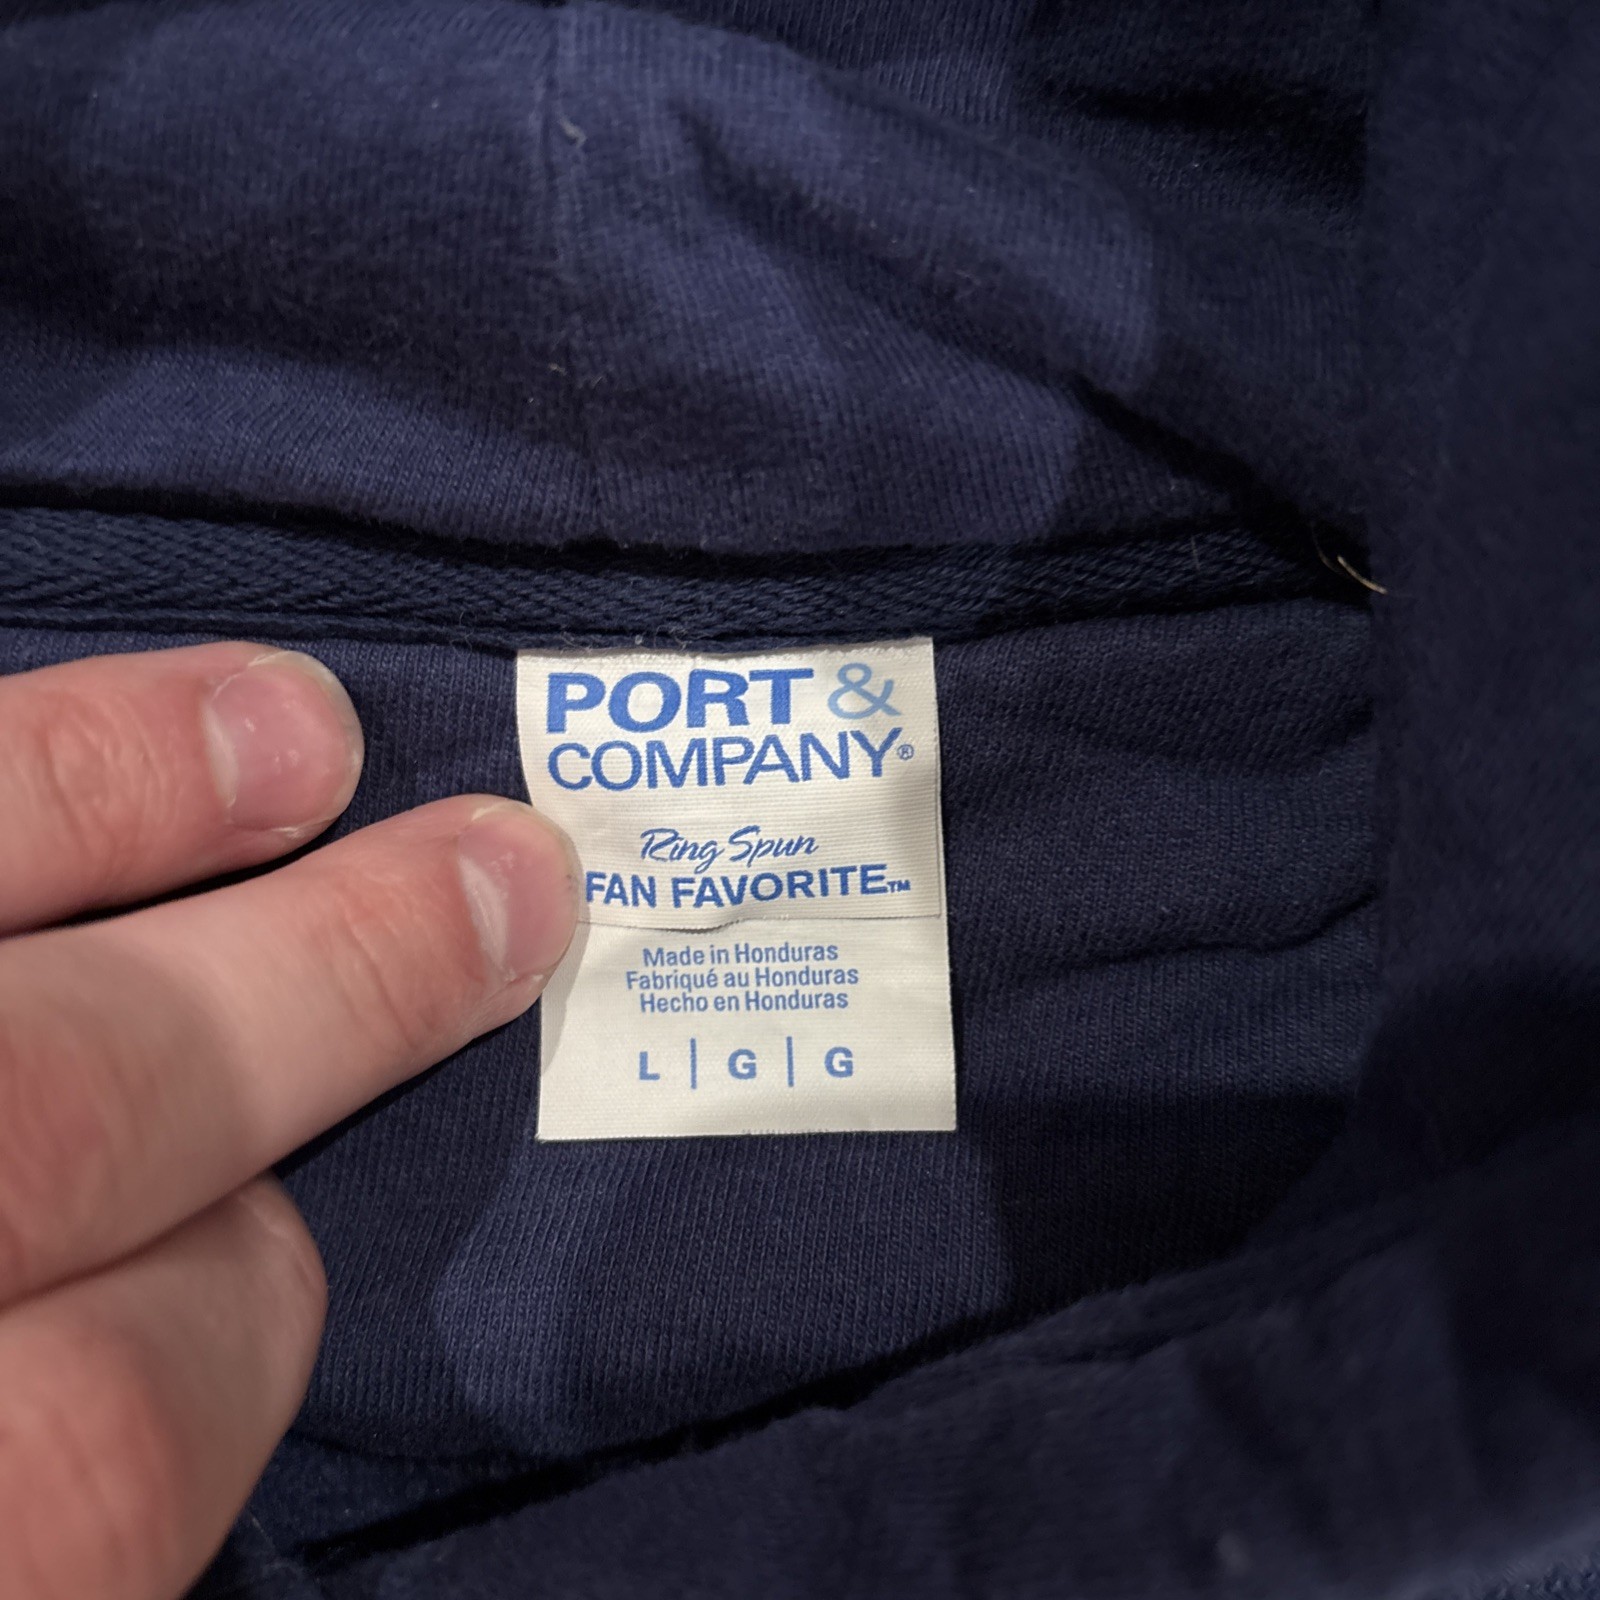 PORT &
COMPANY®
Ring Spun
FAN FAVORITE™
Made in Honduras
Fabriqué au Honduras
Hecho en Honduras
L | G | G